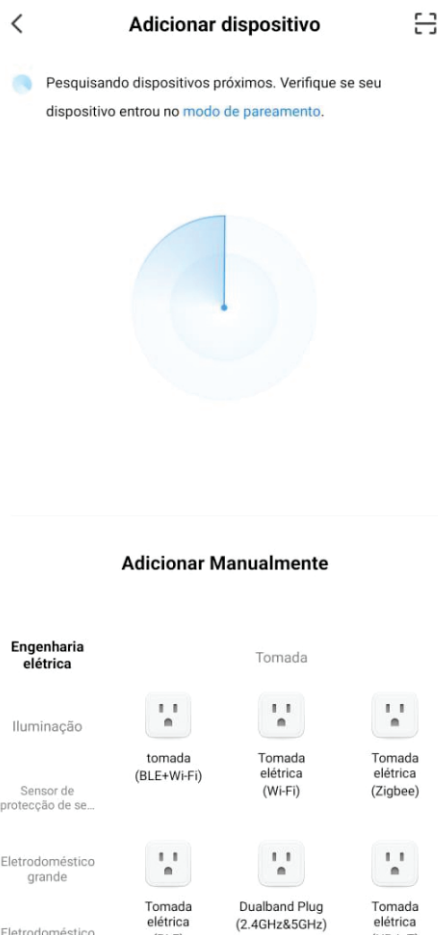 Adicionar dispositivo
Pesquisando dispositivos próximos. Verifique se seu
dispositivo entrou no modo de pareamento.
Adicionar Manualmente
Engenharia
elétrica
Tomada
Iluminação
tomada
(BLE+Wi-Fi)
Tomada
elétrica
(Wi-Fi)
Tomada
elétrica
(Zigbee)
Sensor de
protecção de se...
Eletrodoméstico
grande
Tomada
elétrica
Dualband Plug
(2.4GHz&5GHz)
Tomada
elétrica
Eletrodoméstico